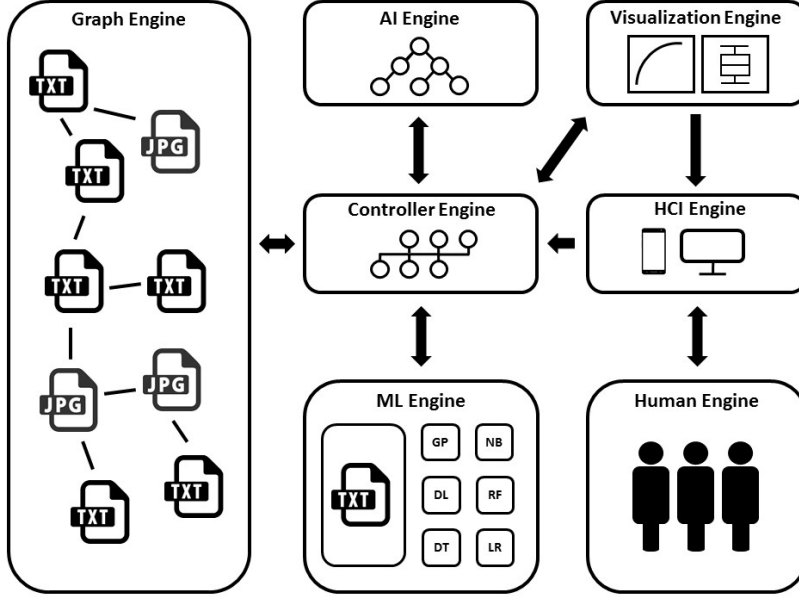 Graph Engine
TXT
JPG
TXT
TXT
TXT
JPG
JPG
TXT
TXT
AI Engine
Visualization Engine
Controller Engine
HCI Engine
ML Engine
TXT
GP
NB
DL
RF
DT
LR
Human Engine